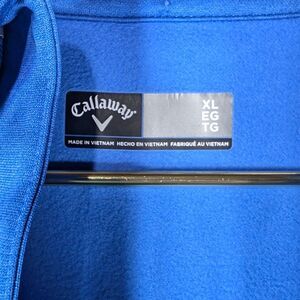 Callaway
XL
EG
TG
MADE IN VIETNAM HECHO EN VIETNAM FABRIQUÉ AU VIETNAM